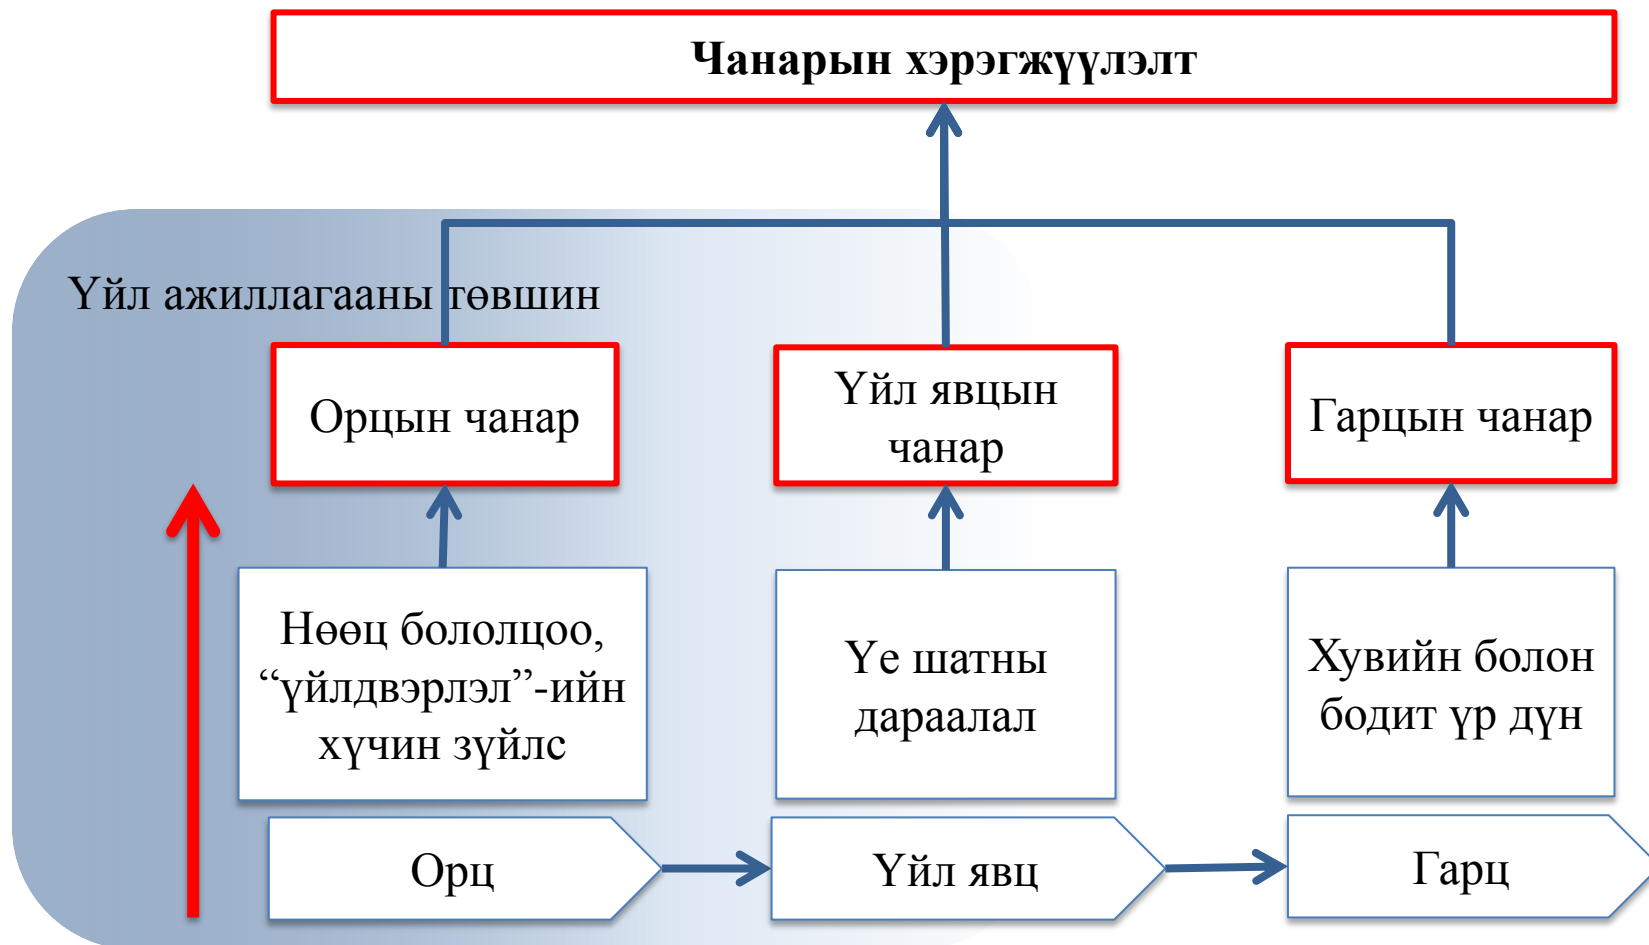 Чанарын хэрэгжүүлэлт
Үйл ажиллагааны төвшин
Орцын чанар
Үйл явцын
чанар
Гарцын чанар
Нөөц бололцоо,
“үйлдвэрлэл”-ийн
хүчин зүйлс
Үе шатны
дараалал
Хувийн болон
бодит үр дүн
Орц
Үйл явц
Гарц